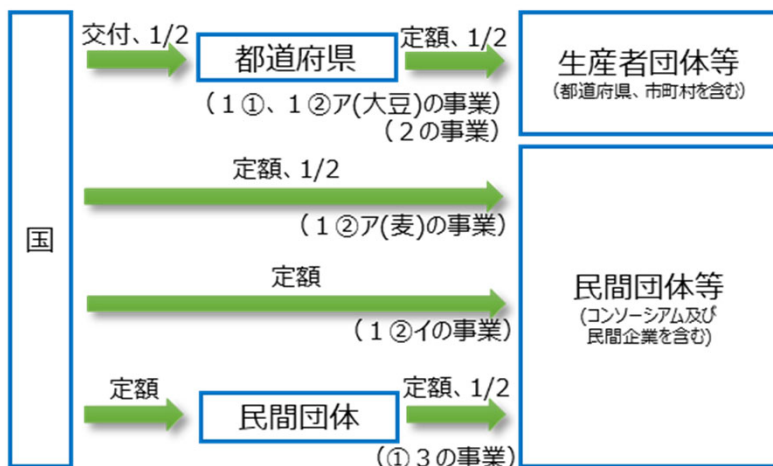 国
交付、1/2
都道府県
定額、1/2
(1①、1②ア(大豆)の事業)
(2の事業)
生産者団体等
(都道府県、市町村を含む)
定額、1/2
(1②ア(麦)の事業)
定額
(1②イの事業)
定額
民間団体
定額、1/2
(①3の事業)
民間団体等
(コンソーシアム及び
民間企業を含む)